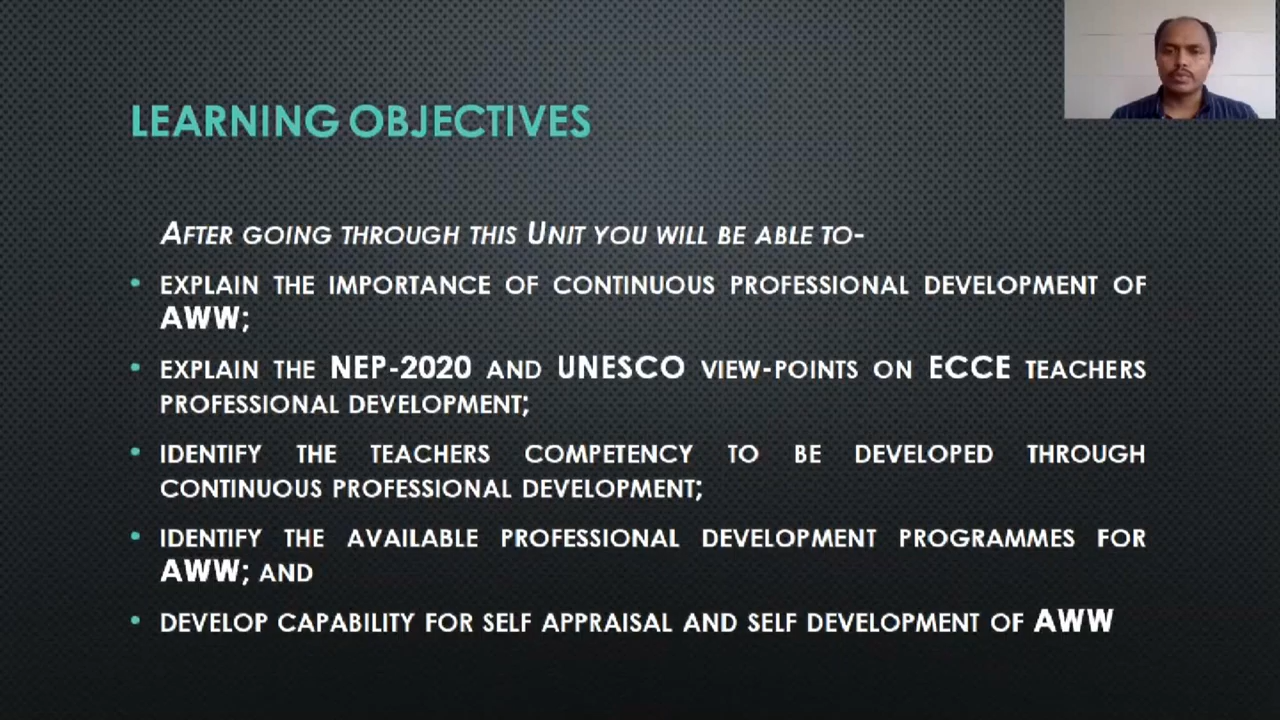 LEARNING OBJECTIVES
AFTER GOING THROUGH THIS UNIT YOU WILL BE ABLE TO-
• EXPLAIN THE IMPORTANCE OF CONTINUOUS PROFESSIONAL DEVELOPMENT OF
AWW;
• EXPLAIN THE NEP-2020 AND UNESCO VIEW-POINTS ON ECCE TEACHERS
PROFESSIONAL DEVELOPMENT;
• IDENTIFY THE TEACHERS COMPETENCY TO BE DEVELOPED THROUGH
CONTINUOUS PROFESSIONAL DEVELOPMENT;
• IDENTIFY THE AVAILABLE PROFESSIONAL DEVELOPMENT PROGRAMMES FOR
AWW; AND
• DEVELOP CAPABILITY FOR SELF APPRAISAL AND SELF DEVELOPMENT OF AWW